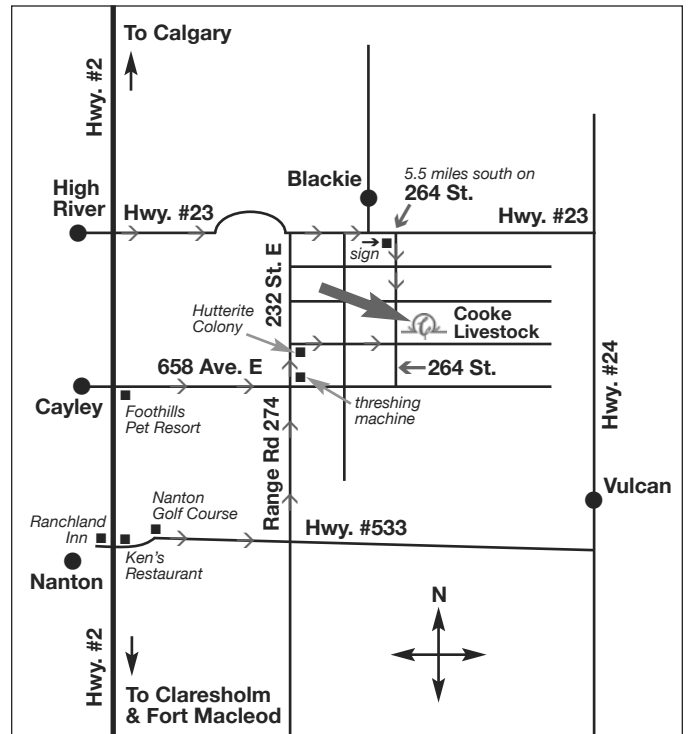 To Calgary
Hwy. #2
5.5 miles south on
264 St.
Blackie
High
River
Hwy. #23
Hwy. #23
sign
232 St. E
Hutterite
Colony
Cooke
Livestock
658 Ave. E
264 St.
Hwy. #24
Cayley
Foothills
Pet Resort
threshing
machine
Range Rd 274
Vulcan
Nanton
Golf Course
Ranchland
Inn
Hwy. #533
Ken's
Restaurant
Nanton
N
Hwy. #2
To Claresholm
& Fort Macleod